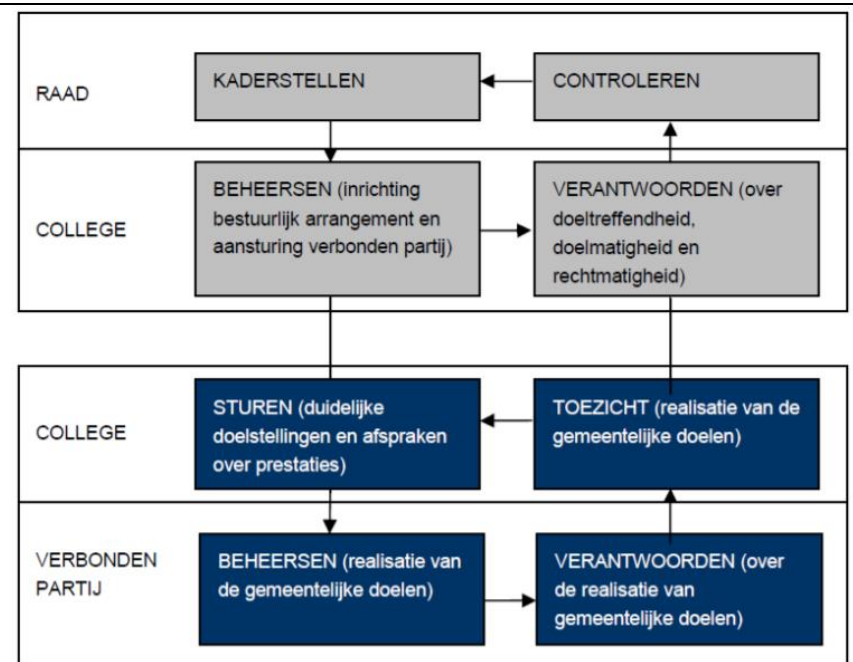 RAAD
KADERSTELLEN
CONTROLEREN
COLLEGE
BEHEERSEN (inrichting
bestuurlijk arrangement en
aansturing verbonden partij)
VERANTWOORDEN (over
doeltreffendheid,
doelmatigheid en
rechtmatigheid)
COLLEGE
STUREN (duidelijke
doelstellingen en afspraken
over prestaties)
TOEZICHT (realisatie van de
gemeentelijke doelen)
VERBONDEN
PARTIJ
BEHEERSEN (realisatie van
de gemeentelijke doelen)
VERANTWOORDEN (over
de realisatie van
gemeentelijke doelen)